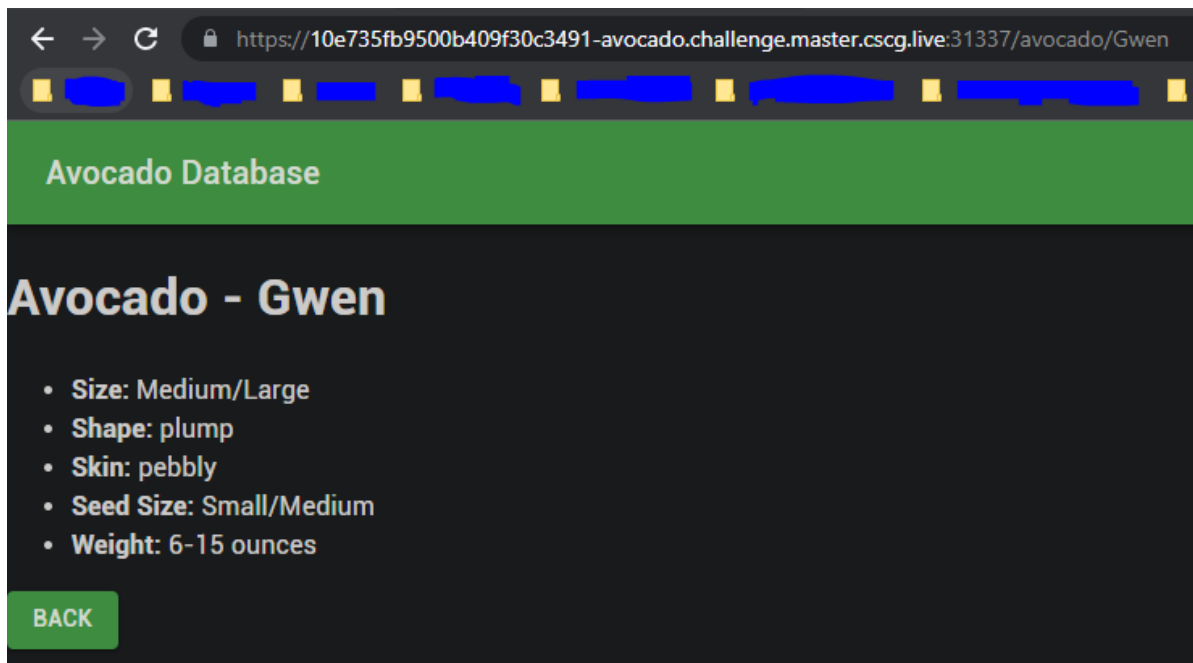 https://10e735fb9500b409f30c3491-avocado.challenge.master.cscg.live:31337/avocado/Gwen
Avocado Database
Avocado - Gwen
• Size: Medium/Large
• Shape: plump
• Skin: pebbly
• Seed Size: Small/Medium
• Weight: 6-15 ounces
BACK